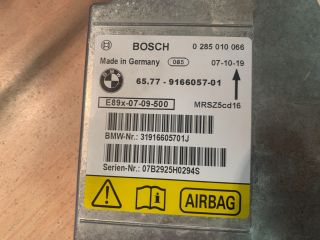 BOSCH 0 285 010 066
Made in Germany 085 07-10-19
65.77 - 9166057-01
E89x-07-09-500 MRSZ5cd16
BMW-Nr.: 31916605701J
Serien-Nr.: 07B2925H0294S
AIRBAG